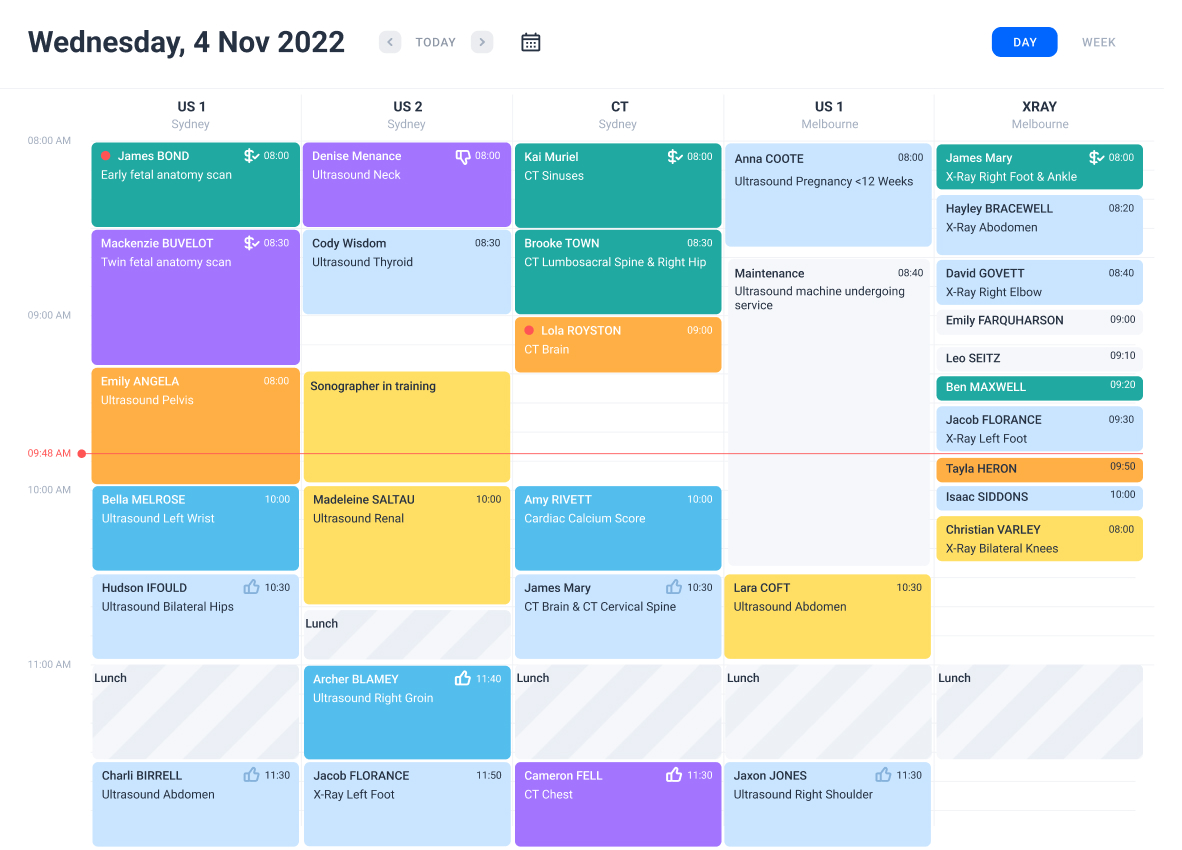 Wednesday, 4 Nov 2022
TODAY
DAY
WEEK
US 1
Sydney
US 2
Sydney
CT
Sydney
US 1
Melbourne
XRAY
Melbourne
08:00 AM
09:00 AM
09:48 AM
10:00 AM
11:00 AM
James BOND 08:00
Early fetal anatomy scan
Mackenzie BUVELOT 08:30
Twin fetal anatomy scan
Emily ANGELA 08:00
Ultrasound Pelvis
Bella MELROSE 10:00
Ultrasound Left Wrist
Hudson IFOULD 10:30
Ultrasound Bilateral Hips
Lunch
Charli BIRRELL 11:30
Ultrasound Abdomen
Denise Menance 08:00
Ultrasound Neck
Cody Wisdom 08:30
Ultrasound Thyroid
Sonographer in training
Madeleine SALTAU 10:00
Ultrasound Renal
Lunch
Archer BLAMEY 11:40
Ultrasound Right Groin
Jacob FLORANCE 11:50
X-Ray Left Foot
Kai Muriel 08:00
CT Sinuses
Brooke TOWN 08:30
CT Lumbosacral Spine & Right Hip
Lola ROYSTON 09:00
CT Brain
Amy RIVETT 10:00
Cardiac Calcium Score
James Mary 10:30
CT Brain & CT Cervical Spine
Lunch
Cameron FELL 11:30
CT Chest
Anna COOTE 08:00
Ultrasound Pregnancy <12 Weeks
Maintenance 08:40
Ultrasound machine undergoing
service
Lara COFT 10:30
Ultrasound Abdomen
Lunch
Jaxon JONES 11:30
Ultrasound Right Shoulder
James Mary 08:00
X-Ray Right Foot & Ankle
Hayley BRACEWELL 08:20
X-Ray Abodomen
David GOVETT 08:40
X-Ray Right Elbow
Emily FARQUHARSON 09:00
Leo SEITZ 09:10
Ben MAXWELL 09:20
Jacob FLORANCE 09:30
X-Ray Left Foot
Tayla HERON 09:50
Isaac SIDDONS 10:00
Christian VARLEY 08:00
X-Ray Bilateral Knees
Lunch